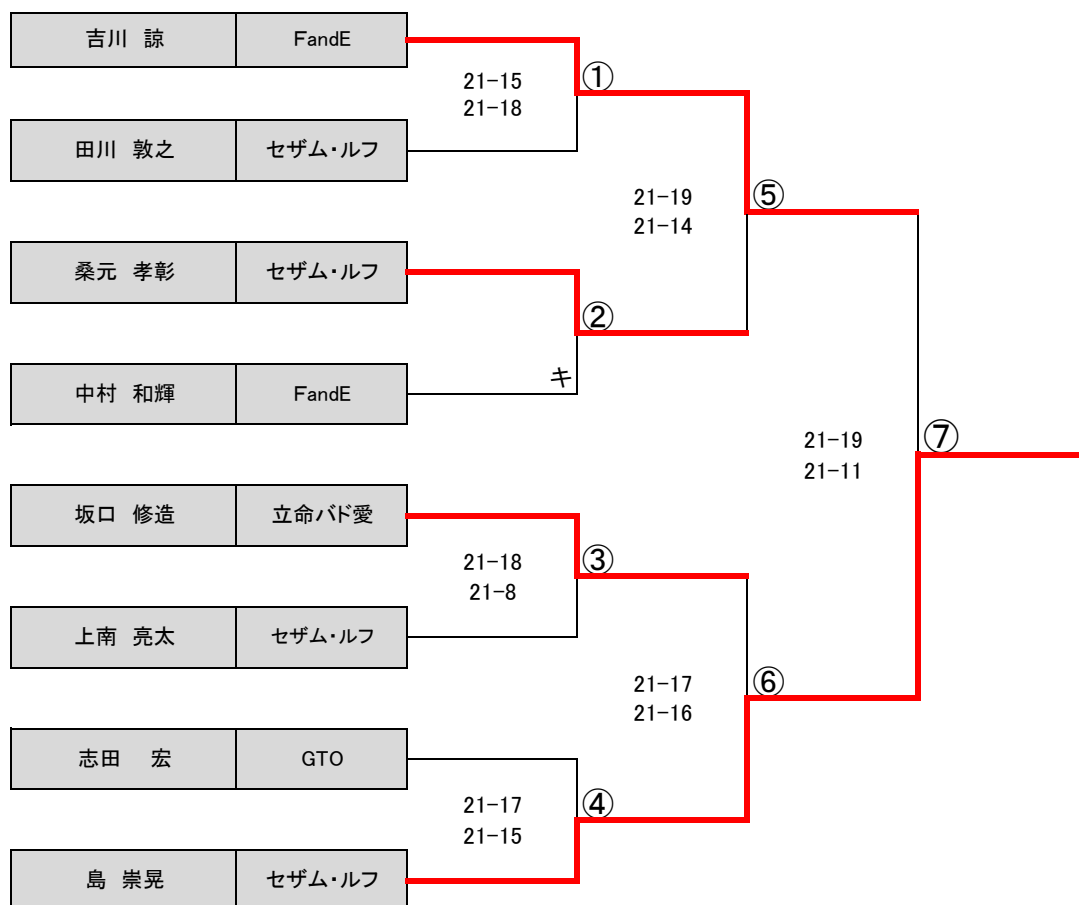 吉川 諒 FandE
21-15
21-18
①
田川 敦之 セザム・ルフ
21-19
21-14
⑤
桑元 孝彰 セザム・ルフ
②
中村 和輝 FandE
キ
21-19
21-11
⑦
坂口 修造 立命バド愛
21-18
21-8
③
上南 亮太 セザム・ルフ
21-17
21-16
⑥
志田 宏 GTO
21-17
21-15
④
島 崇晃 セザム・ルフ